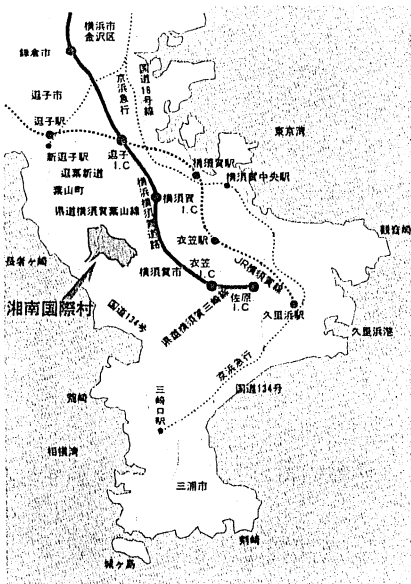 横浜市
金沢区
鎌倉市
京浜急行
国道16号線
逗子市
逗子駅
東京湾
新逗子駅
逗子
I.C
横須賀駅
逗葉新道
横須賀中央駅
葉山町
横浜横須賀道路
横須賀
I.C
県道横須賀葉山線
観音崎
衣笠駅
長者ヶ崎
横須賀市
衣笠
I.C
JR横須賀線
湘南国際村
佐原
I.C
久里浜駅
国道134号
県道横須賀三崎線
久里浜港
京浜急行
荒崎
三崎口駅
国道134号
相模湾
三浦市
剣崎
城ヶ島